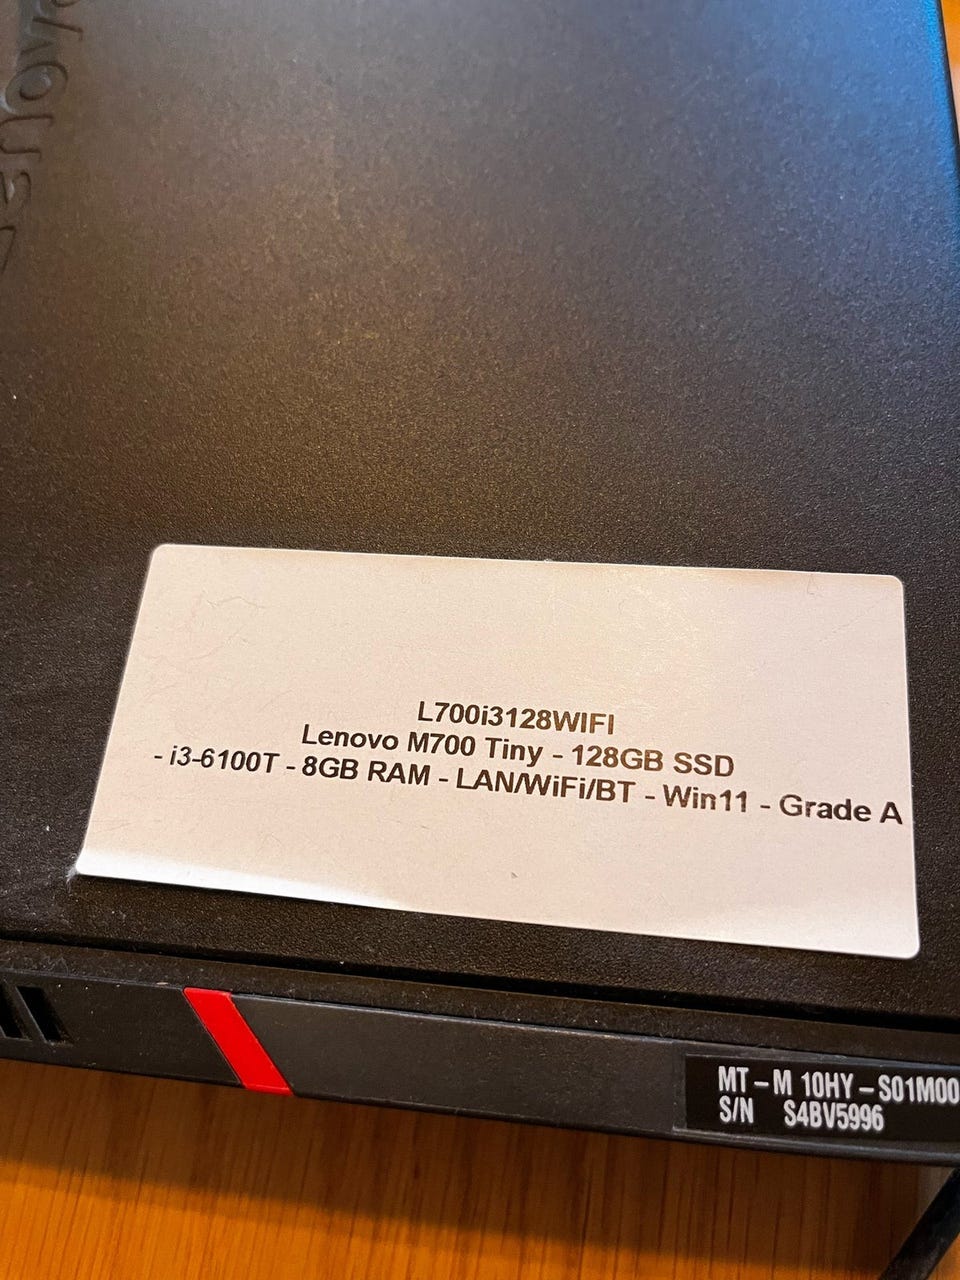 Lenovo
L700i3128WIFI
Lenovo M700 Tiny - 128GB SSD
- i3-6100T - 8GB RAM - LAN/WiFi/BT - Win11 - Grade A
MT-M 10HY-S01M00
S/N S4BV5996